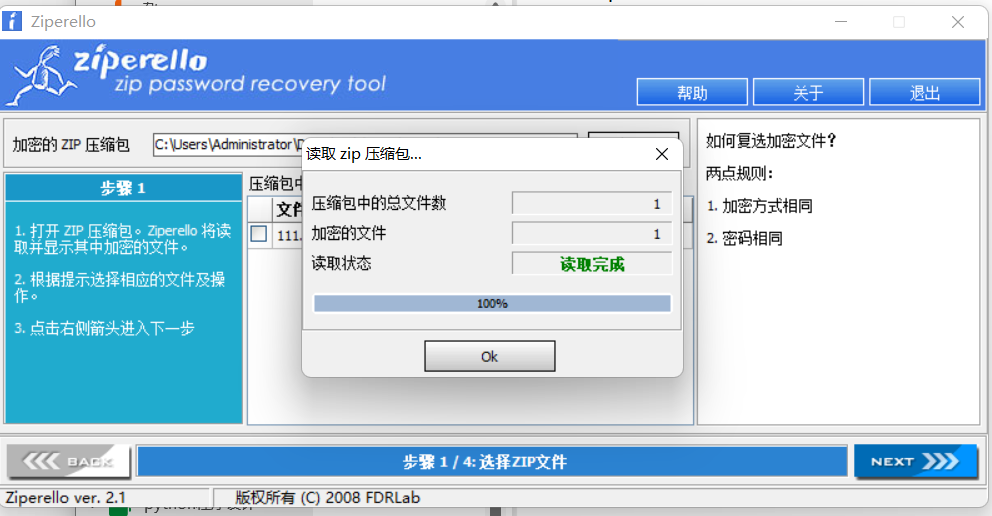 Ziperello
ziperello
zip password recovery tool
帮助
关于
退出
加密的 ZIP 压缩包
C:\Users\Administrator\D
读取 zip 压缩包...
压缩包中的总文件数
1
加密的文件
1
读取状态
读取完成
100%
Ok
步骤 1
1. 打开 ZIP 压缩包。Ziperello 将读
取并显示其中加密的文件。
2. 根据提示选择相应的文件及操
作。
3. 点击右侧箭头进入下一步
压缩包中
文件
111.
如何复选加密文件?
两点规则:
1. 加密方式相同
2. 密码相同
BACK
步骤 1 / 4: 选择ZIP文件
NEXT
Ziperello ver. 2.1
版权所有 (C) 2008 FDRLab